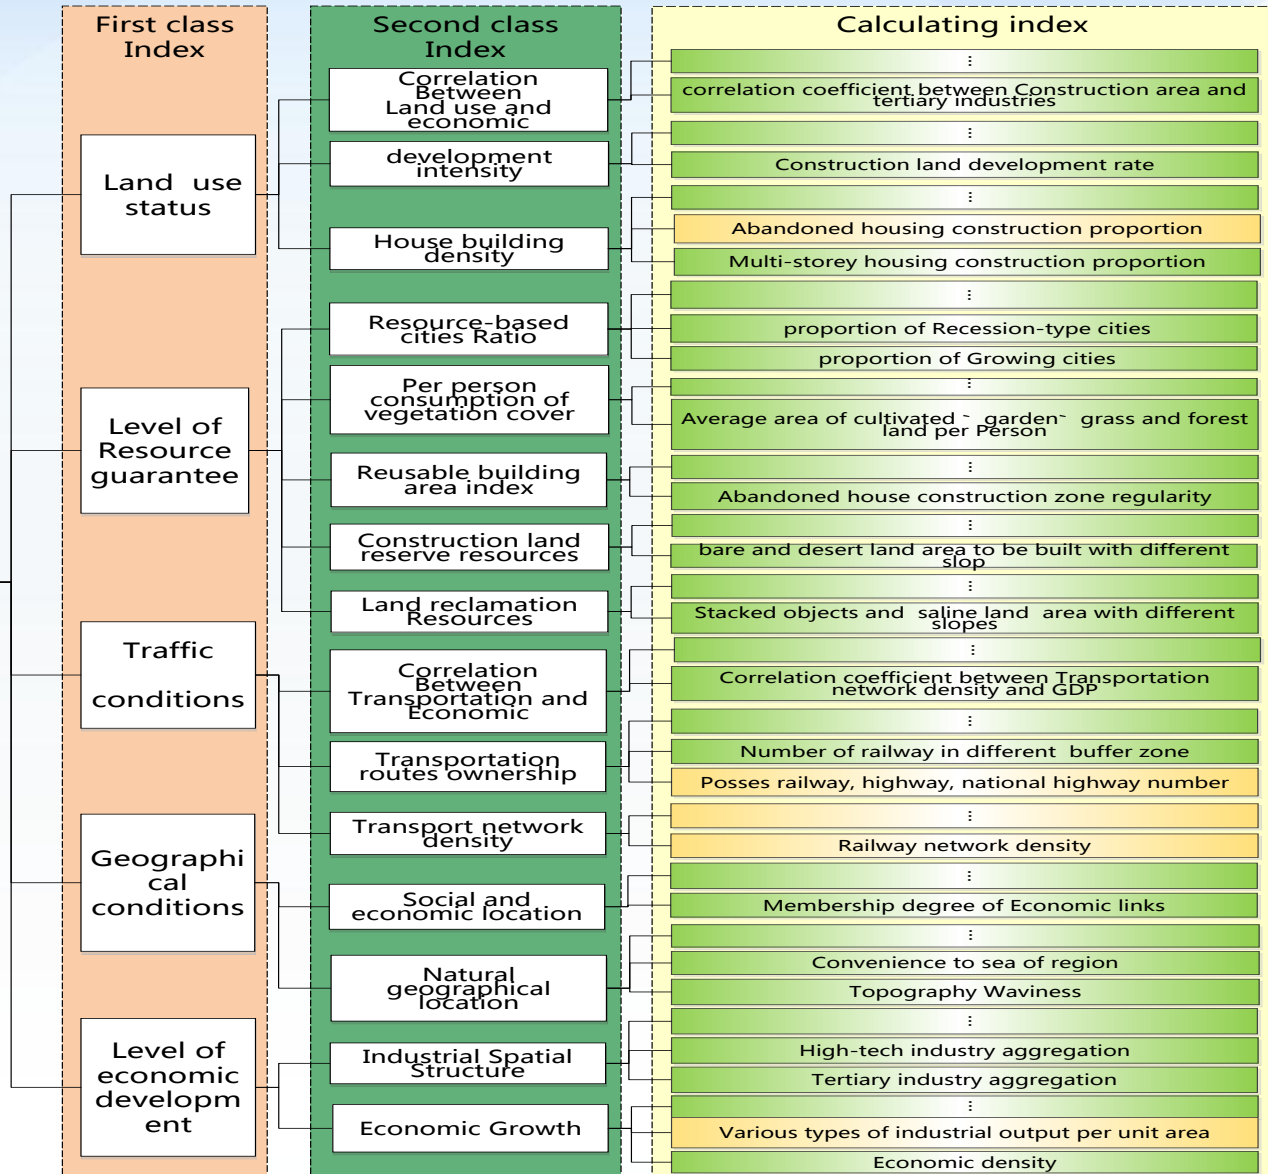 First class
Index
Land use
status
Level of
Resource
guarantee
Traffic
conditions
Geographi
cal
conditions
Level of
economic
developm
ent
Second class
Index
Correlation
Between
Land use and
economic
development
intensity
House building
density
Resource-based
cities Ratio
Per person
consumption of
vegetation cover
Reusable building
area index
Construction land
reserve resources
Land reclamation
Resources
Correlation
Between
Transportation and
Economic
Transportation
routes ownership
Transport network
density
Social and
economic location
Natural
geographical
location
Industrial Spatial
Structure
Economic Growth
Calculating index
⋮
correlation coefficient between Construction area and
tertiary industries
⋮
Construction land development rate
⋮
Abandoned housing construction proportion
Multi-storey housing construction proportion
⋮
proportion of Recession-type cities
proportion of Growing cities
⋮
Average area of cultivated、 garden、 grass and forest
land per Person
⋮
Abandoned house construction zone regularity
⋮
bare and desert land area to be built with different
slop
⋮
Stacked objects and saline land area with different
slopes
⋮
Correlation coefficient between Transportation
network density and GDP
⋮
Number of railway in different buffer zone
Posses railway, highway, national highway number
⋮
Railway network density
⋮
Membership degree of Economic links
⋮
Convenience to sea of region
Topography Waviness
⋮
High-tech industry aggregation
Tertiary industry aggregation
⋮
Various types of industrial output per unit area
Economic density